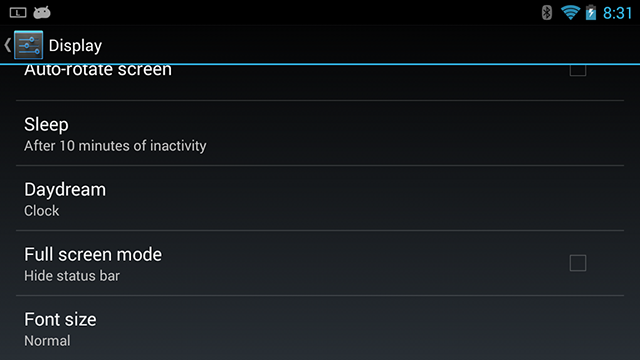 L
8:31
Display
Auto-rotate screen
Sleep
After 10 minutes of inactivity
Daydream
Clock
Full screen mode
Hide status bar
Font size
Normal